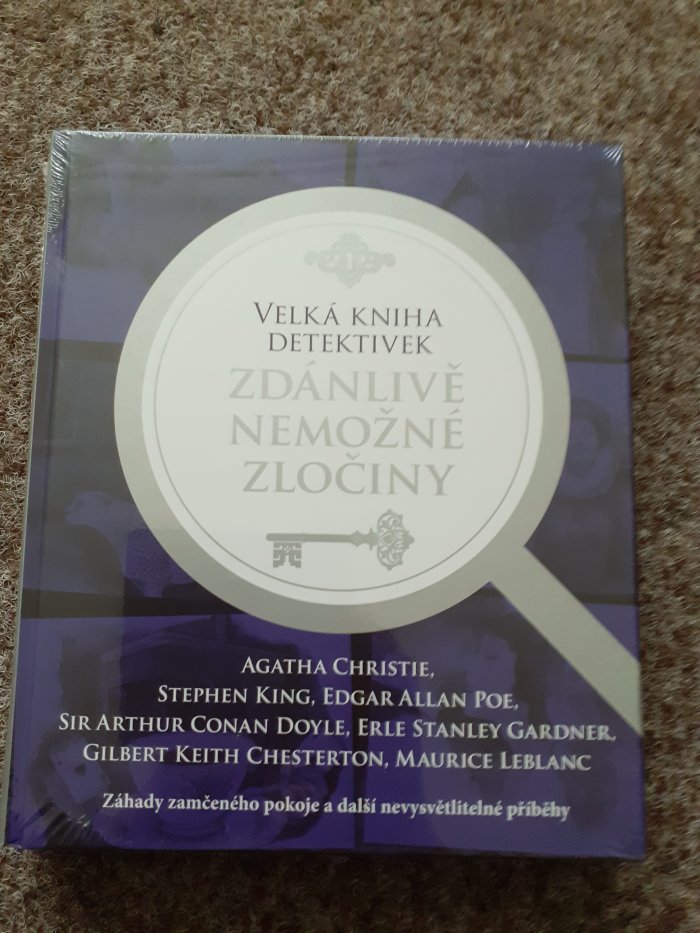 VELKÁ KNIHA
DETEKTIVEK
ZDÁNLIVĚ
NEMOŽNÉ
ZLOČINY
AGATHA CHRISTIE,
STEPHEN KING, EDGAR ALLAN POE,
SIR ARTHUR CONAN DOYLE, ERLE STANLEY GARDNER,
GILBERT KEITH CHESTERTON, MAURICE LEBLANC
Záhady zamčeného pokoje a další nevysvětlitelné příběhy